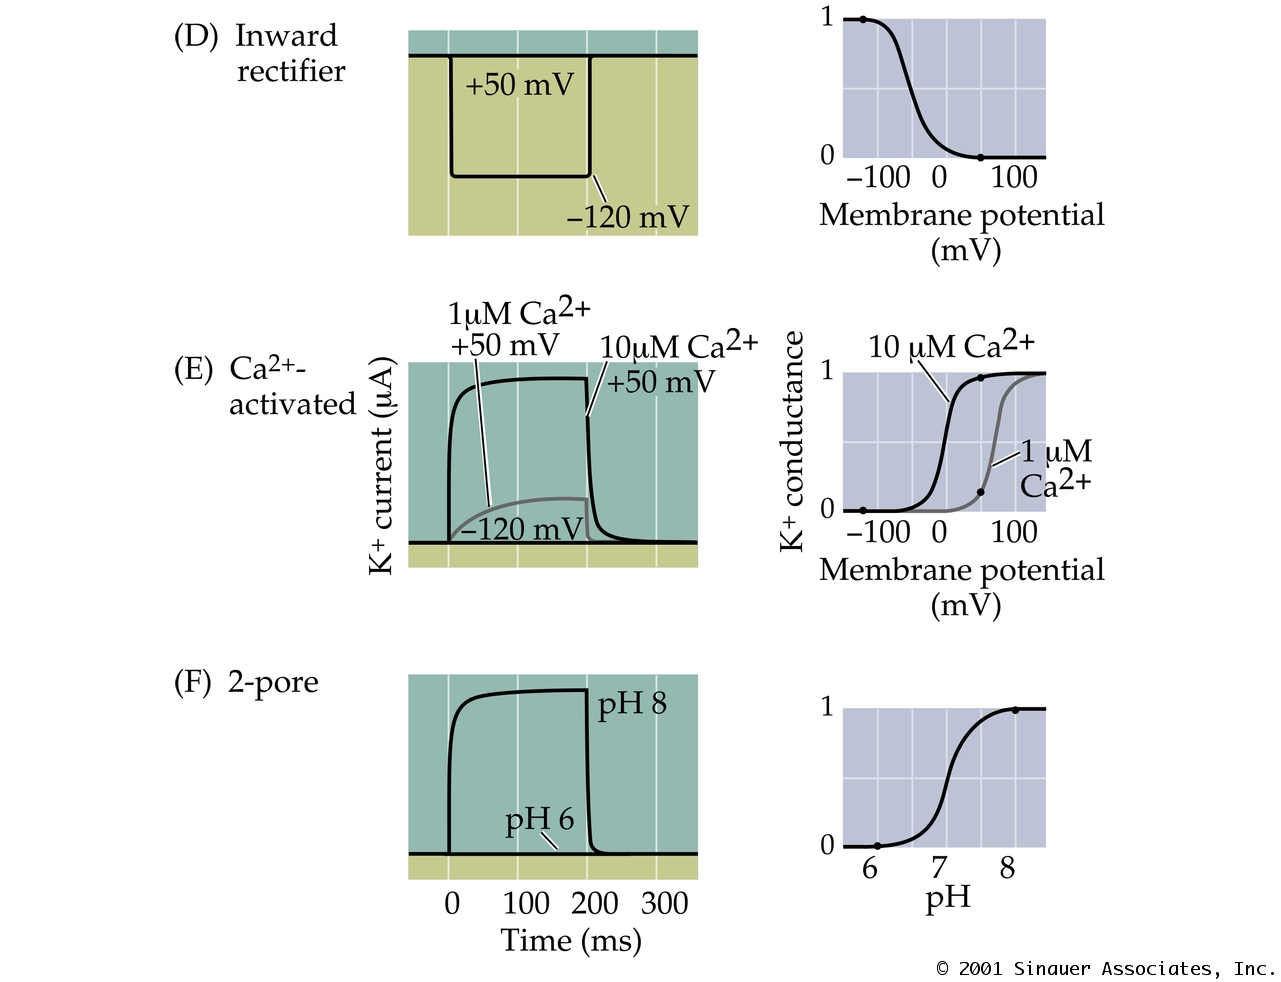 (D) Inward
rectifier
+50 mV
−120 mV
1
0
−100 0 100
Membrane potential
(mV)
(E) Ca2+-
activated
K+ current (μA)
1μM Ca2+
+50 mV
10μM Ca2+
+50 mV
−120 mV
K+ conductance
10 μM Ca2+
1
1 μM
Ca2+
0
−100 0 100
Membrane potential
(mV)
(F) 2-pore
pH 8
pH 6
0 100 200 300
Time (ms)
1
0
6 7 8
pH
© 2001 Sinauer Associates, Inc.